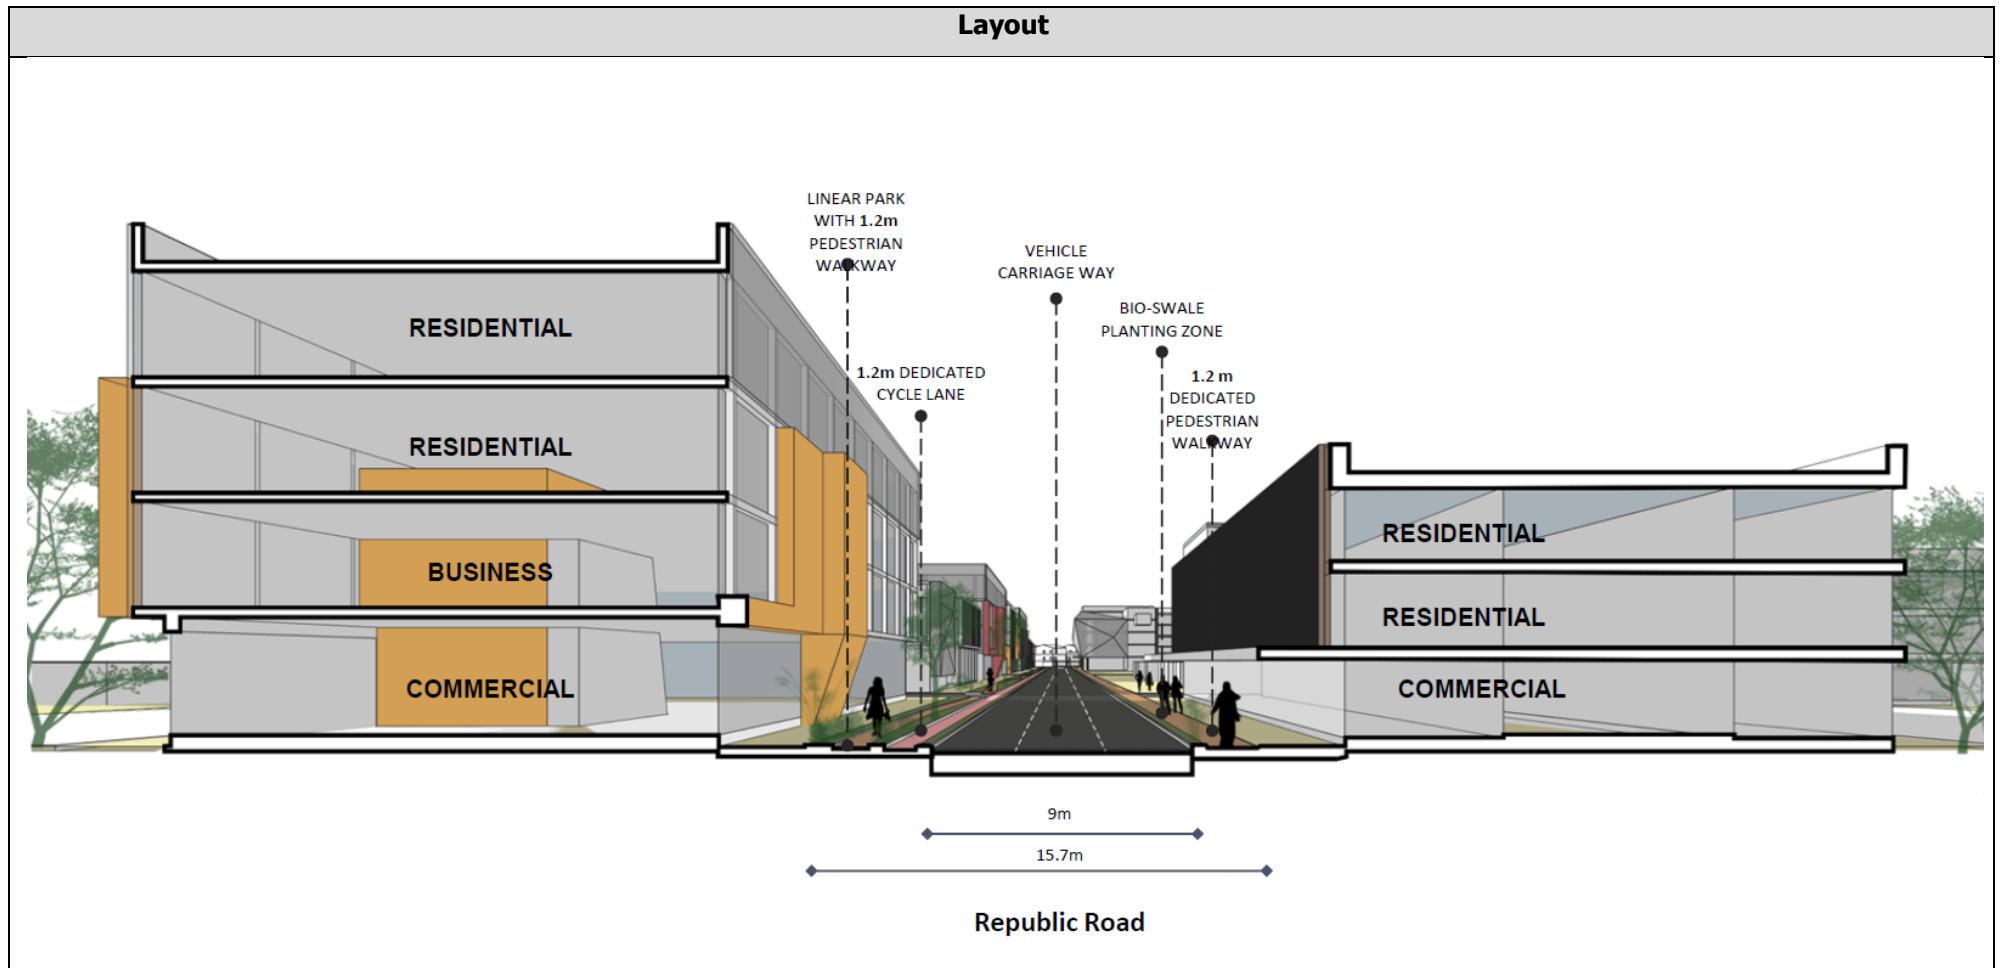 Layout
LINEAR PARK
WITH 1.2m
PEDESTRIAN
WALKWAY
VEHICLE
CARRIAGE WAY
BIO-SWALE
PLANTING ZONE
1.2m DEDICATED
CYCLE LANE
1.2 m
DEDICATED
PEDESTRIAN
WALKWAY
RESIDENTIAL
RESIDENTIAL
BUSINESS
COMMERCIAL
RESIDENTIAL
RESIDENTIAL
COMMERCIAL
9m
15.7m
Republic Road